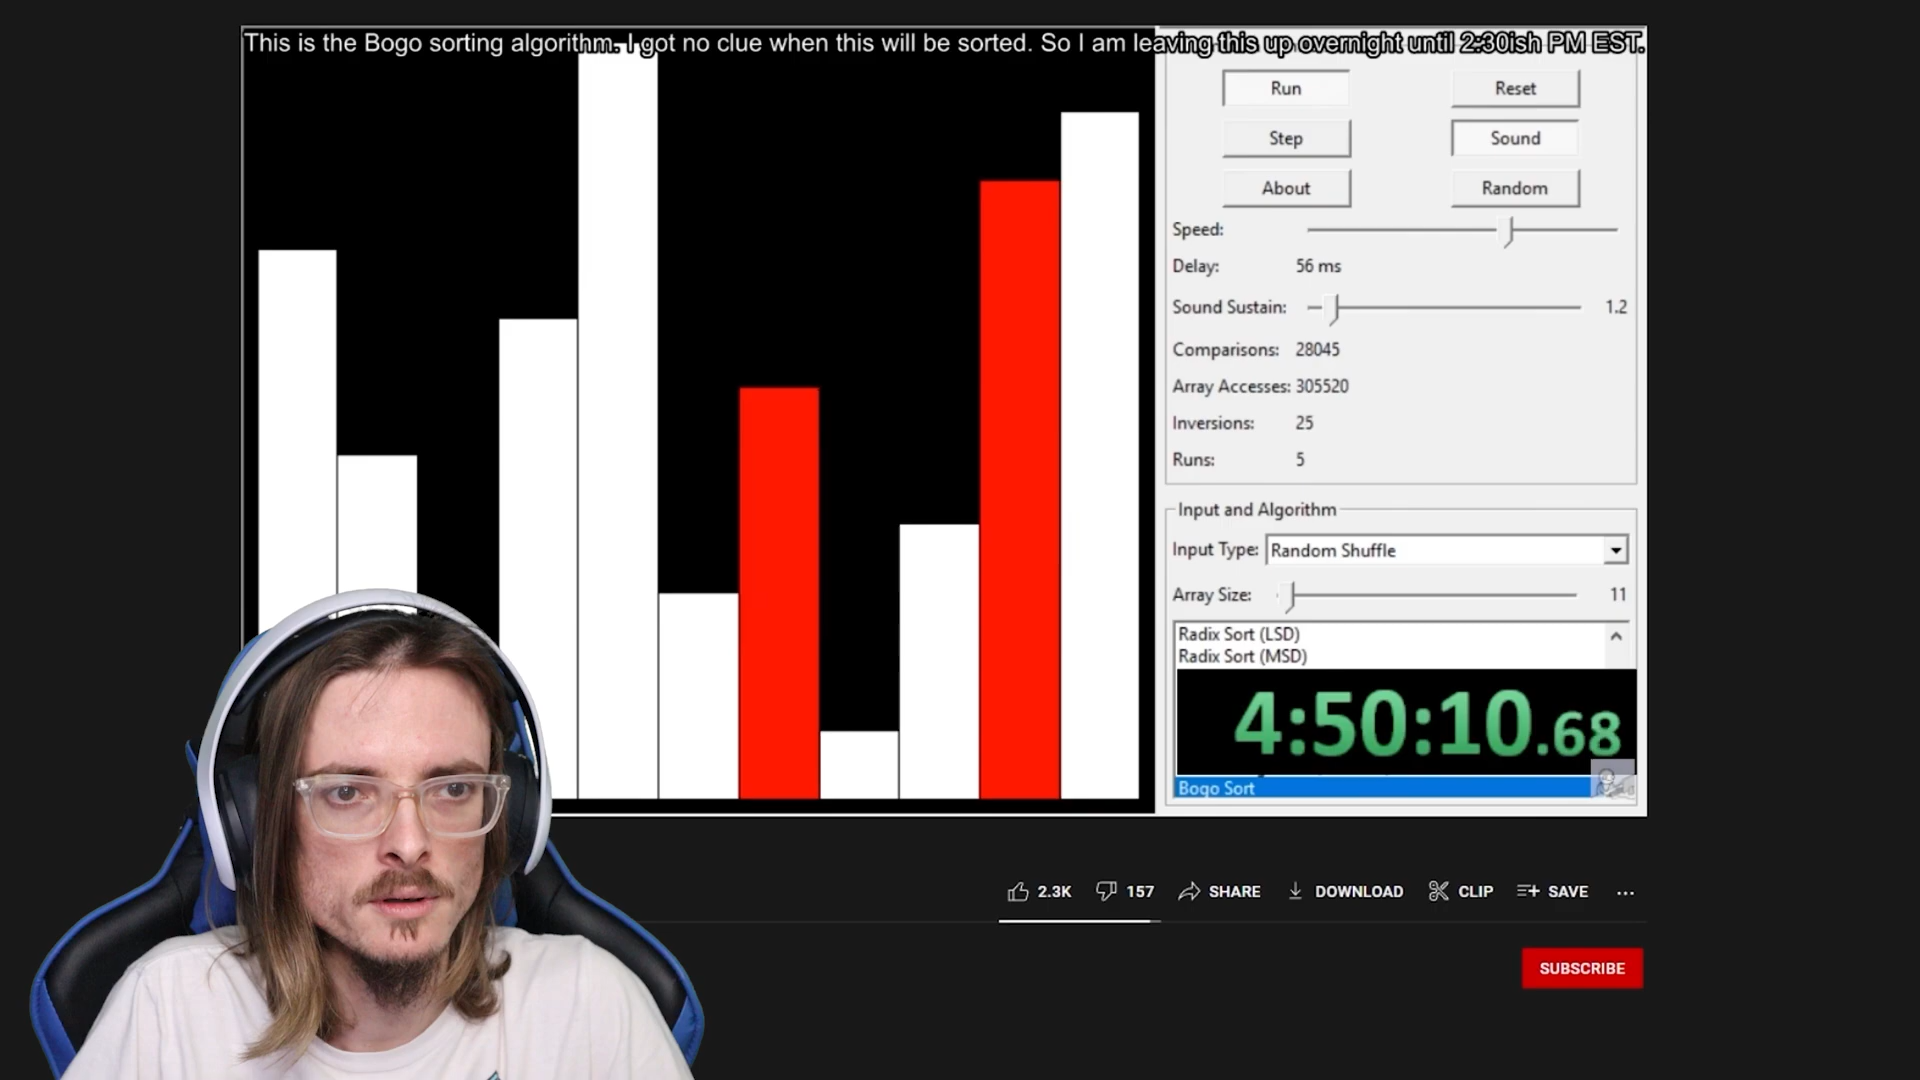 This is the Bogo sorting algorithm. I got no clue when this will be sorted. So I am leaving this up overnight until 2:30ish PM EST.
Run
Reset
Step
Sound
About
Random
Speed:
Delay: 56 ms
Sound Sustain: 1.2
Comparisons: 28045
Array Accesses: 305520
Inversions: 25
Runs: 5
Input and Algorithm
Input Type: Random Shuffle
Array Size: 11
Radix Sort (LSD)
Radix Sort (MSD)
4:50:10.68
Bogo Sort
2.3K 157 SHARE DOWNLOAD CLIP SAVE ...
SUBSCRIBE